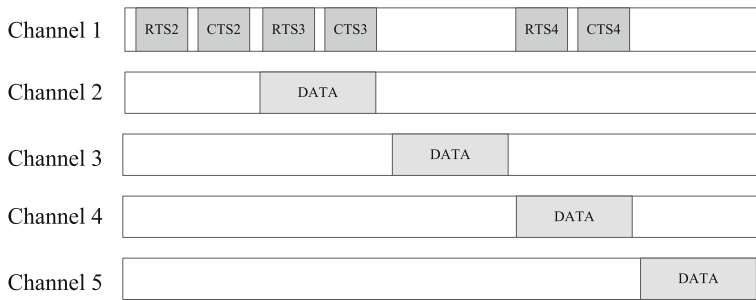 Channel 1 RTS2 CTS2 RTS3 CTS3 RTS4 CTS4
Channel 2 DATA
Channel 3 DATA
Channel 4 DATA
Channel 5 DATA